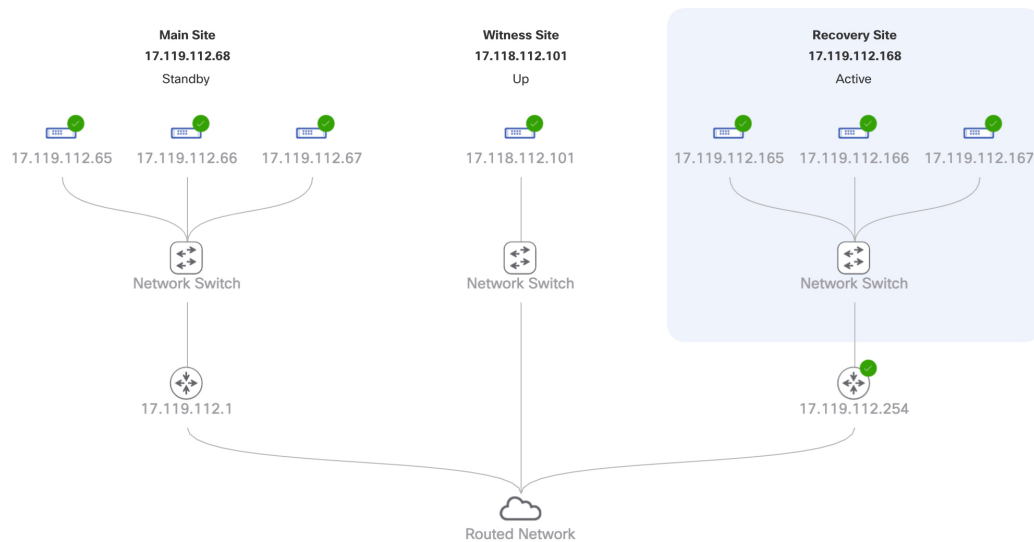 Main Site
17.119.112.68
Standby
Witness Site
17.118.112.101
Up
Recovery Site
17.119.112.168
Active
17.119.112.65
17.119.112.66
17.119.112.67
17.118.112.101
17.119.112.165
17.119.112.166
17.119.112.167
Network Switch
Network Switch
Network Switch
17.119.112.1
17.119.112.254
Routed Network